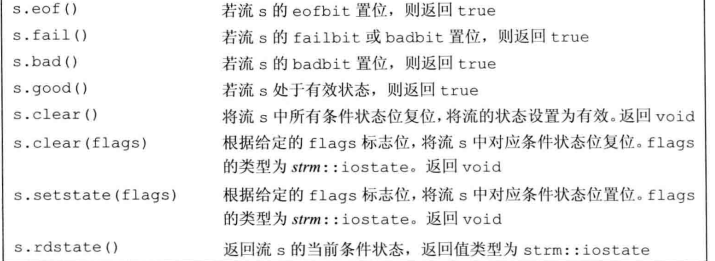 s.eof() 若流 s 的 eofbit 置位，则返回 true
s.fail() 若流 s 的 failbit 或 badbit 置位，则返回 true
s.bad() 若流 s 的 badbit 置位，则返回 true
s.good() 若流 s 处于有效状态，则返回 true
s.clear() 将流 s 中所有条件状态位复位，将流的状态设置为有效。返回 void
s.clear(flags) 根据给定的 flags 标志位，将流 s 中对应条件状态位复位。flags
的类型为 strm::iostate。返回 void
s.setstate(flags) 根据给定的 flags 标志位，将流 s 中对应条件状态位置位。flags
的类型为 strm::iostate。返回 void
s.rdstate() 返回流 s 的当前条件状态，返回值类型为 strm::iostate